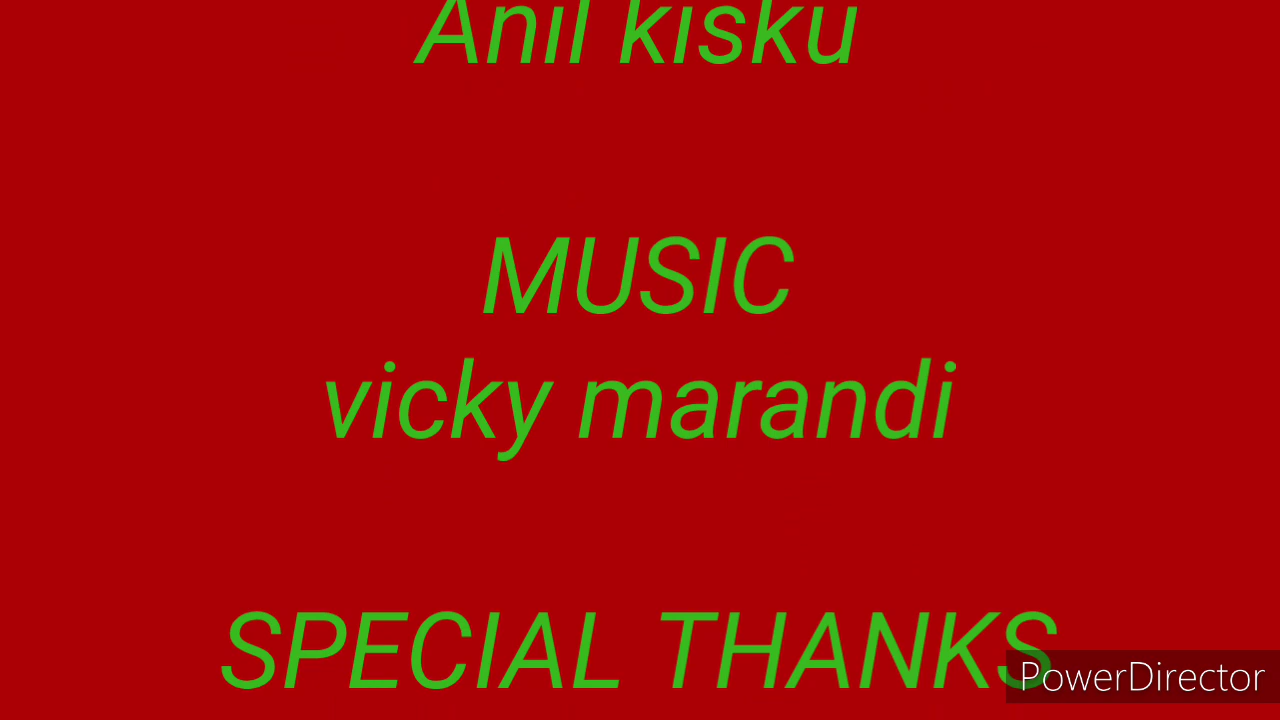 Anil kisku
MUSIC
vicky marandi
SPECIAL THANKS
PowerDirector